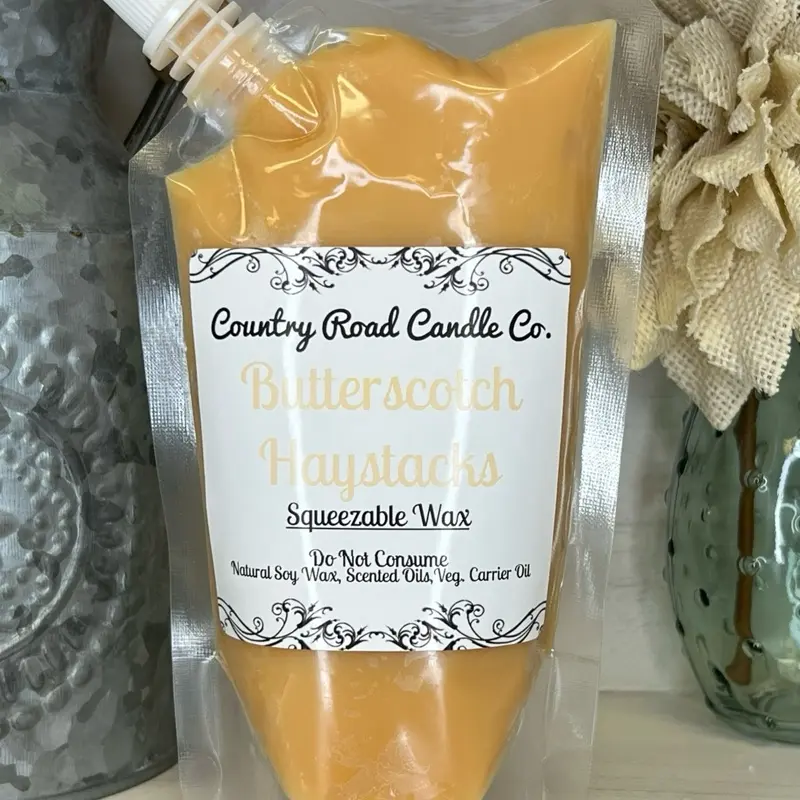 Country Road Candle Co.
Butterscotch
Haystacks
Squeezable Wax
Do Not Consume
Natural Soy Wax, Scented Oils,Veg. Carrier Oil